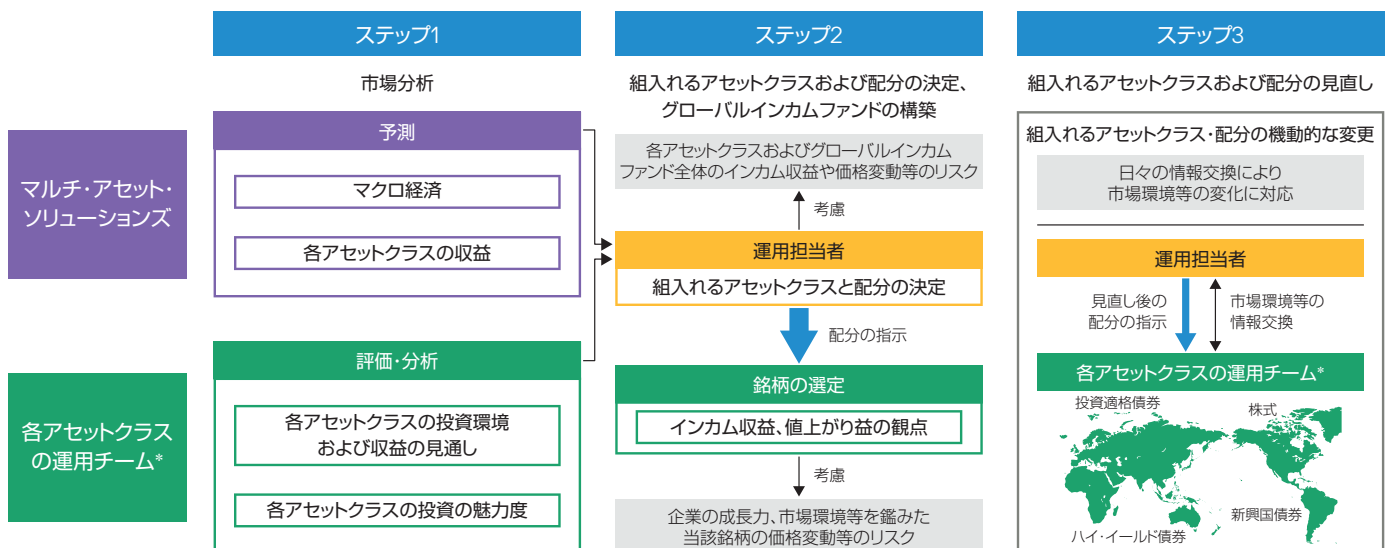 ステップ1
ステップ2
ステップ3
市場分析
組入れるアセットクラスおよび配分の決定、
グローバルインカムファンドの構築
組入れるアセットクラスおよび配分の見直し
マルチ・アセット・
ソリューションズ
予測
マクロ経済
各アセットクラスの収益
各アセットクラスおよびグローバルインカム
ファンド全体のインカム収益や価格変動等のリスク
考慮
運用担当者
組入れるアセットクラスと配分の決定
配分の指示
組入れるアセットクラス・配分の機動的な変更
日々の情報交換により
市場環境等の変化に対応
運用担当者
見直し後の
配分の指示
市場環境等の
情報交換
各アセットクラス
の運用チーム*
評価・分析
各アセットクラスの投資環境
および収益の見通し
各アセットクラスの投資の魅力度
銘柄の選定
インカム収益、値上がり益の観点
考慮
企業の成長力、市場環境等を鑑みた
当該銘柄の価格変動等のリスク
各アセットクラスの運用チーム*
投資適格債券
株式
新興国債券
ハイ・イールド債券